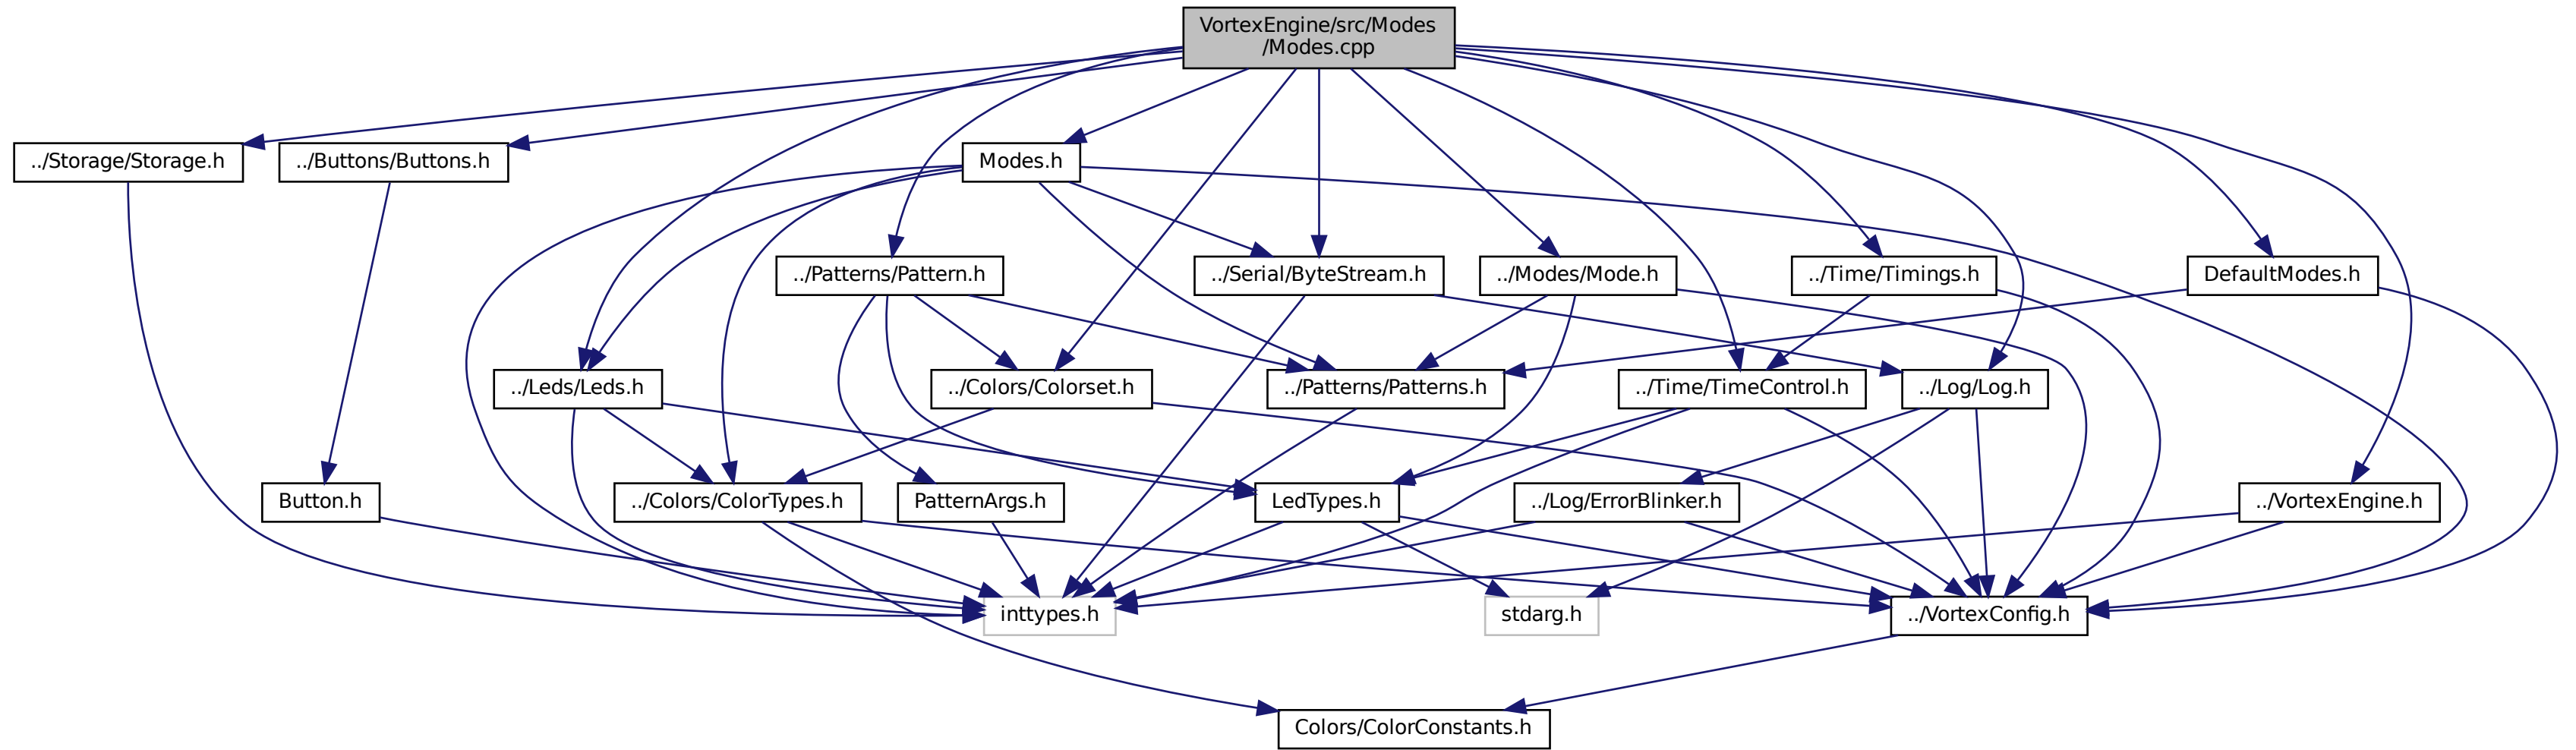 VortexEngine/src/Modes
/Modes.cpp
../Storage/Storage.h
../Buttons/Buttons.h
Modes.h
../Patterns/Pattern.h
../Serial/ByteStream.h
../Modes/Mode.h
../Time/Timings.h
DefaultModes.h
../Leds/Leds.h
../Colors/Colorset.h
../Patterns/Patterns.h
../Time/TimeControl.h
../Log/Log.h
Button.h
../Colors/ColorTypes.h
PatternArgs.h
LedTypes.h
../Log/ErrorBlinker.h
../VortexEngine.h
inttypes.h
stdarg.h
../VortexConfig.h
Colors/ColorConstants.h